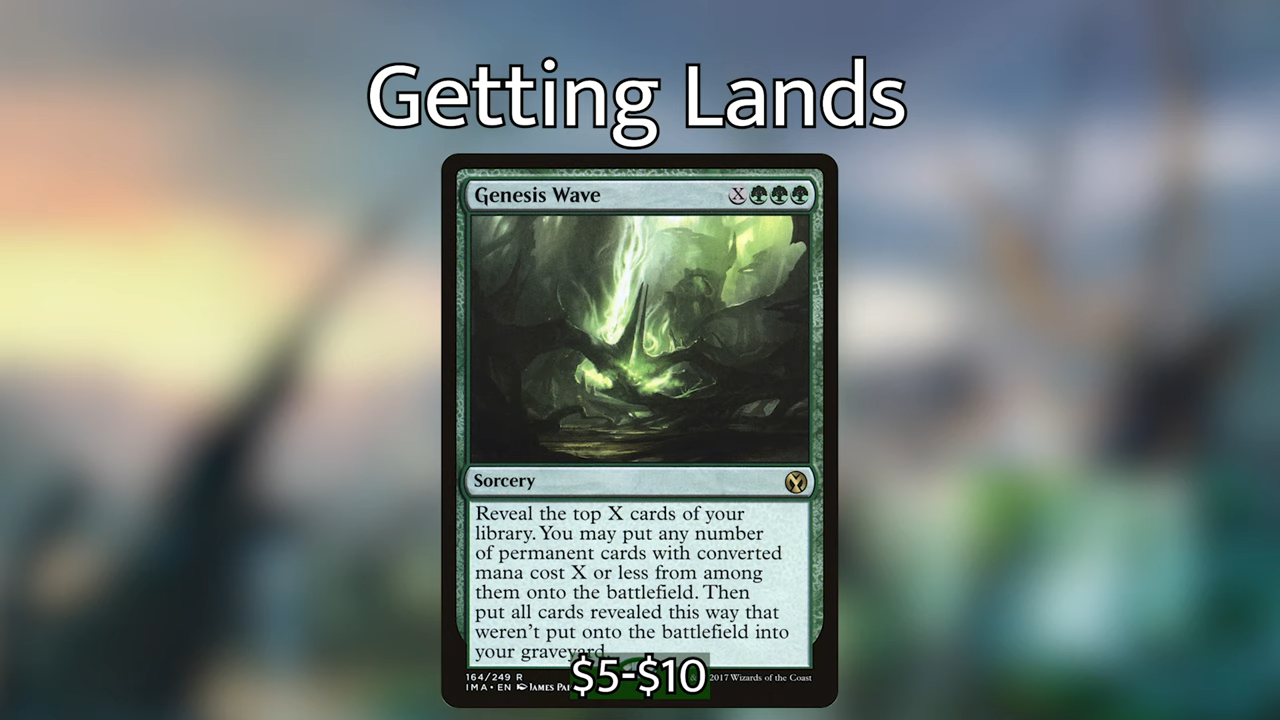 Getting Lands
Genesis Wave X
Sorcery
Reveal the top X cards of your
library. You may put any number
of permanent cards with converted
mana cost X or less from among
them onto the battlefield. Then
put all cards revealed this way that
weren't put onto the battlefield into
your graveyard.
$5-$10
164/249 R
IMA • EN JAMES & 2017 Wizards of the Coast